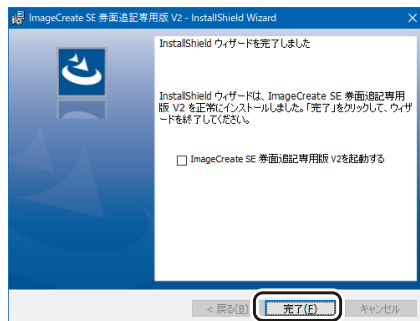 ImageCreate SE 券面追記専用版 V2 - InstallShield Wizard
InstallShield ウィザードを完了しました
InstallShield ウィザードは、ImageCreate SE 券面追記専用
版 V2 を正常にインストールしました。「完了」をクリックして、ウィザ
ードを終了してください。
ImageCreate SE 券面追記専用版 V2を起動する
< 戻る(B)
完了(F)
キャンセル